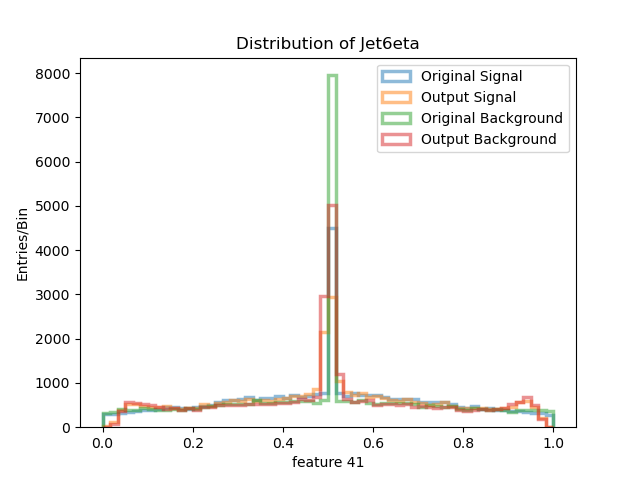 Distribution of Jet6eta
Original Signal
Output Signal
Original Background
Output Background
Entries/Bin
8000
7000
6000
5000
4000
3000
2000
1000
0
0.0 0.2 0.4 0.6 0.8 1.0
feature 41